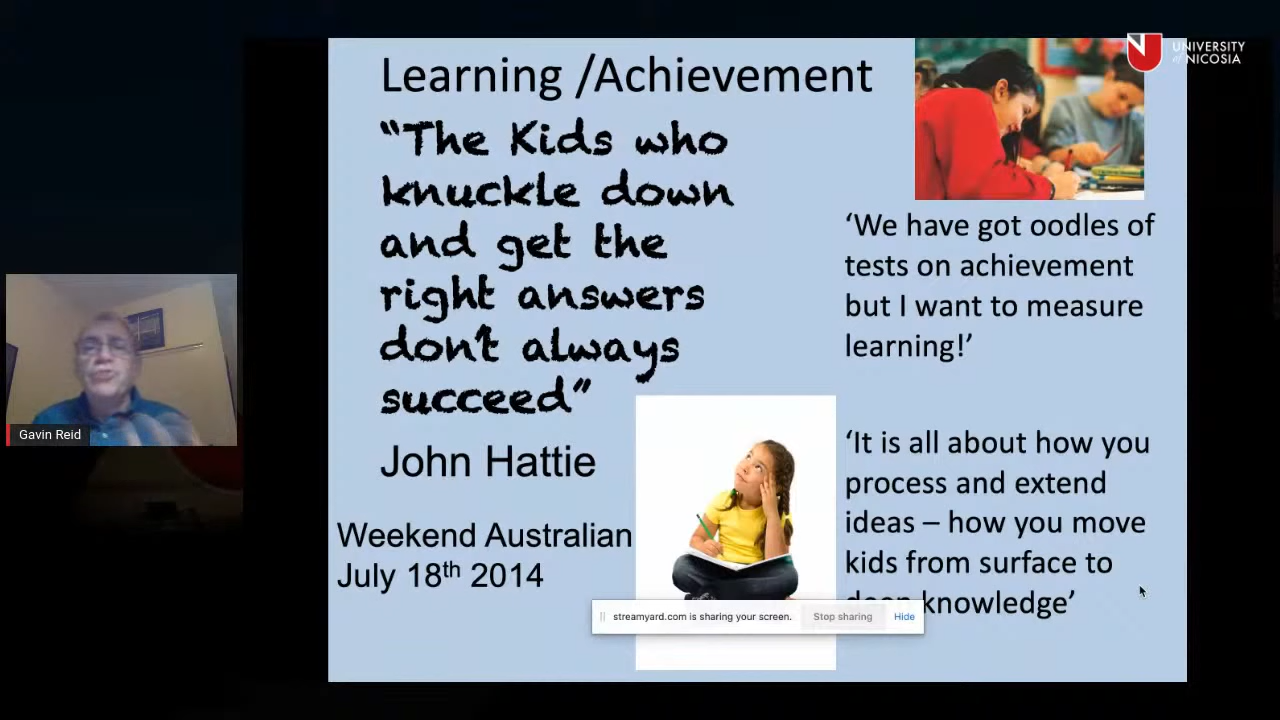 UNIVERSITY
of NICOSIA
Learning /Achievement
“The Kids who
knuckle down
and get the
right answers
don’t always
succeed”
John Hattie
Weekend Australian
July 18th 2014
‘We have got oodles of
tests on achievement
but I want to measure
learning!’
‘It is all about how you
process and extend
ideas – how you move
kids from surface to
deep knowledge’
streamyard.com is sharing your screen. Stop sharing Hide
Gavin Reid